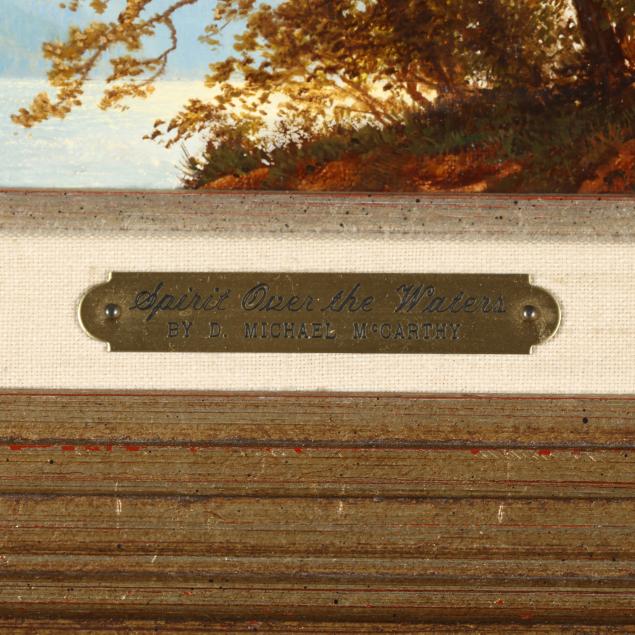 Spirit Over the Waters
BY D. MICHAEL McCARTHY